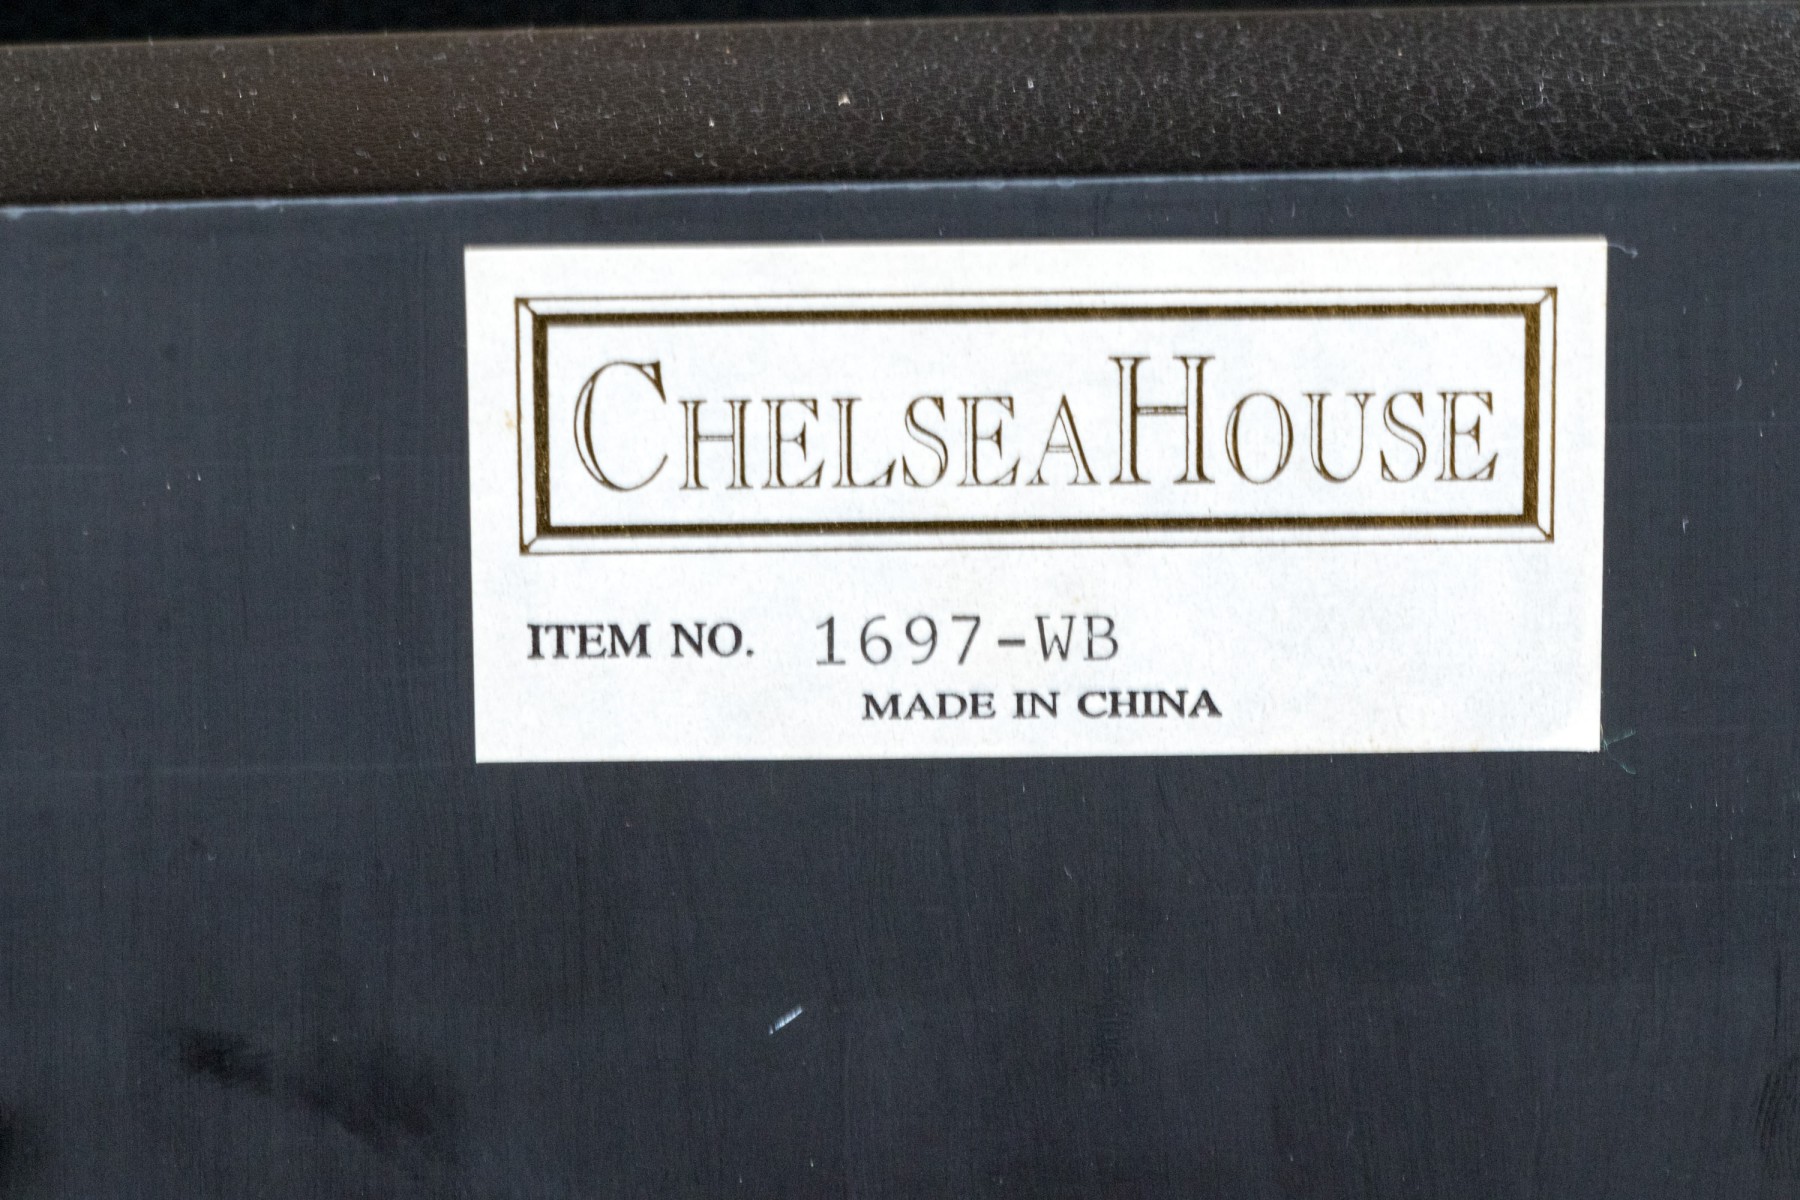 CHELSEAHOUSE
ITEM NO. 1697-WB
MADE IN CHINA